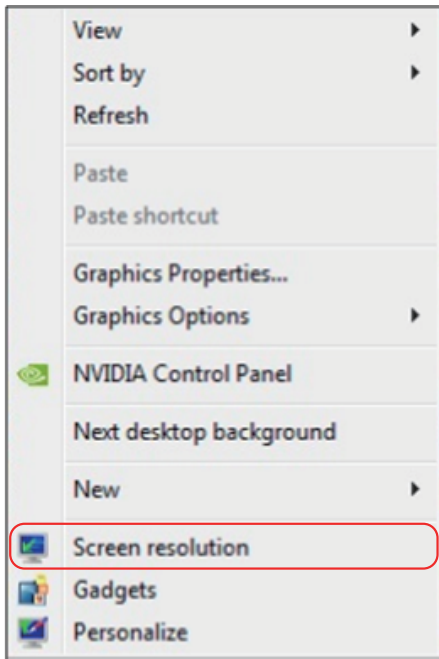 View
Sort by
Refresh
Paste
Paste shortcut
Graphics Properties...
Graphics Options
NVIDIA Control Panel
Next desktop background
New
Screen resolution
Gadgets
Personalize